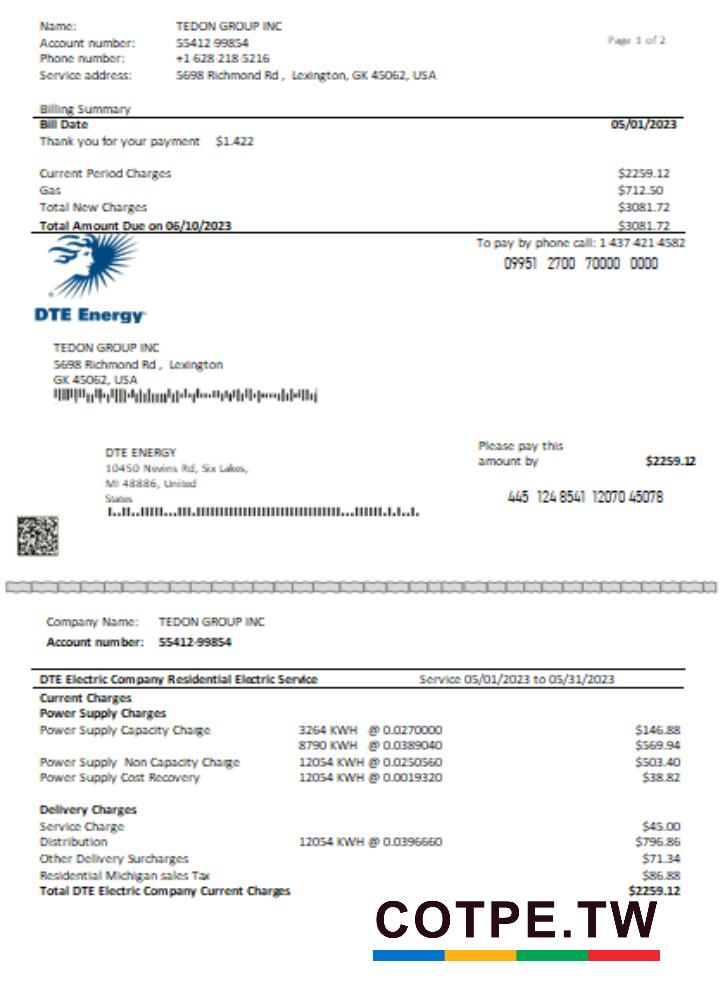 Name: TEDON GROUP INC
Account number: 55412-99854
Page 1 of 2
Phone number: +1 628 218 5216
Service address: 5698 Richmond Rd , Lexington, GK 45062, USA
Billing Summary
Bill Date 05/01/2023
Thank you for your payment $1.422
Current Period Charges $2259.12
Gas $712.50
Total New Charges $3081.72
Total Amount Due on 06/10/2023 $3081.72
To pay by phone call: 1 437 421 4582
09951 2700 70000 0000
DTE Energy
TEDON GROUP INC
5698 Richmond Rd , Lexington
GK 45062, USA
DTE ENERGY
10450 Nevins Rd, Six Lakes,
MI 48886, United
States
Please pay this
amount by $2259.12
445 124 8541 12070 45078
Company Name: TEDON GROUP INC
Account number: 55412-99854
DTE Electric Company Residential Electric Service Service 05/01/2023 to 05/31/2023
Current Charges
Power Supply Charges
Power Supply Capacity Charge 3264 KWH @ 0.0270000 $146.88
8790 KWH @ 0.0389040 $569.94
Power Supply Non Capacity Charge 12054 KWH @ 0.0250560 $503.40
Power Supply Cost Recovery 12054 KWH @ 0.0019320 $38.82
Delivery Charges
Service Charge $45.00
Distribution 12054 KWH @ 0.0396660 $796.86
Other Delivery Surcharges $71.34
Residential Michigan sales Tax $86.88
Total DTE Electric Company Current Charges $2259.12
COTPE.TW